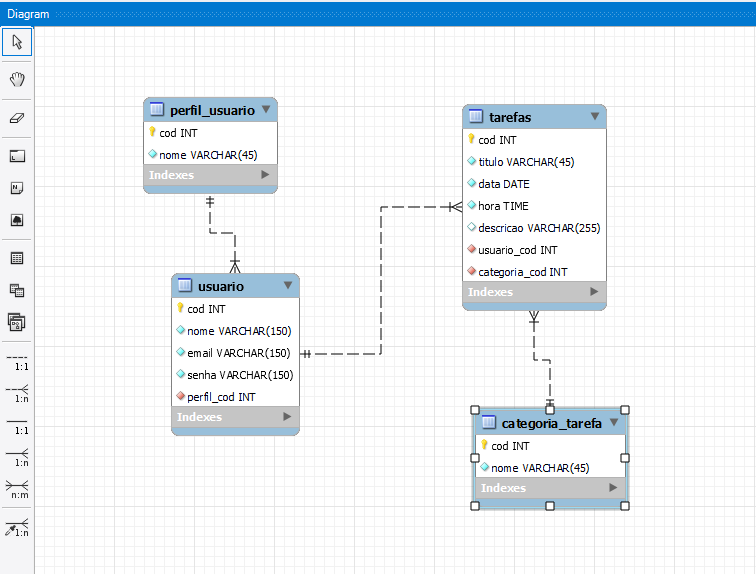 Diagram
1:1
1:n
1:1
1:n
n:m
1:n
perfil_usuario
cod INT
nome VARCHAR(45)
Indexes
usuario
cod INT
nome VARCHAR(150)
email VARCHAR(150)
senha VARCHAR(150)
perfil_cod INT
Indexes
tarefas
cod INT
titulo VARCHAR(45)
data DATE
hora TIME
descricao VARCHAR(255)
usuario_cod INT
categoria_cod INT
Indexes
categoria_tarefa
cod INT
nome VARCHAR(45)
Indexes